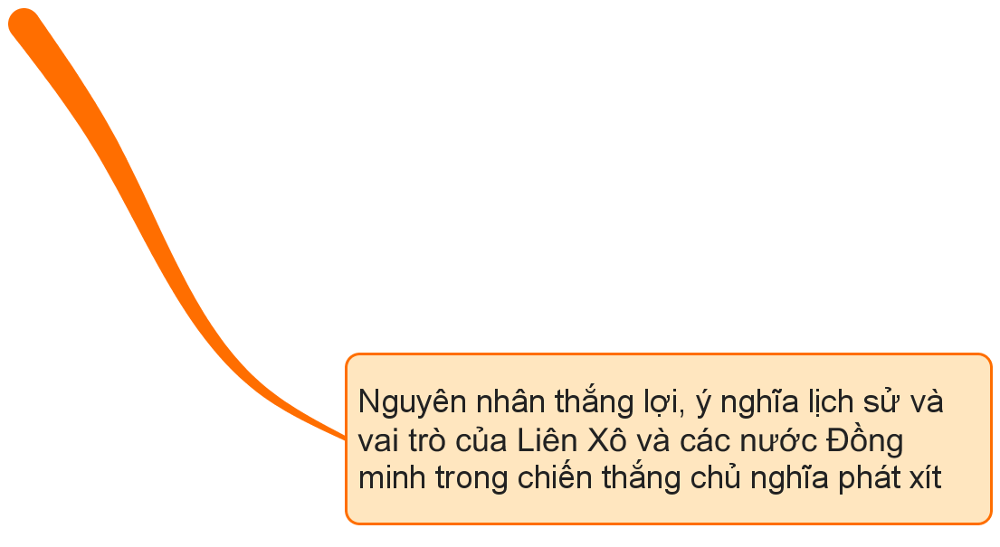 Nguyên nhân thắng lợi, ý nghĩa lịch sử và
vai trò của Liên Xô và các nước Đồng
minh trong chiến thắng chủ nghĩa phát xít